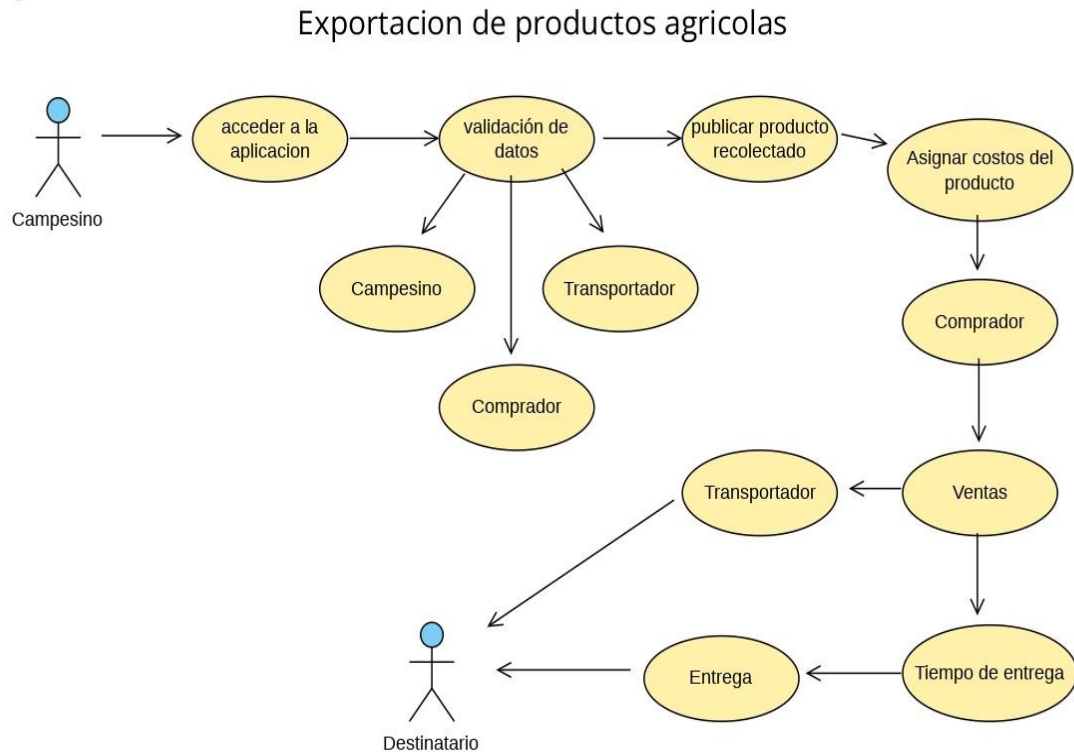 Exportacion de productos agricolas
acceder a la
aplicacion
validación de
datos
publicar producto
recolectado
Asignar costos del
producto
Campesino
Campesino
Transportador
Comprador
Comprador
Transportador
Ventas
Entrega
Tiempo de entrega
Destinatario